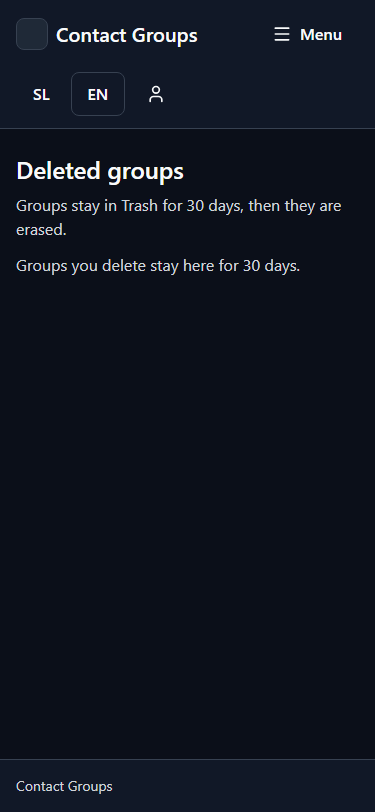 Contact Groups
Menu
SL
EN
Deleted groups
Groups stay in Trash for 30 days, then they are
erased.
Groups you delete stay here for 30 days.
Contact Groups